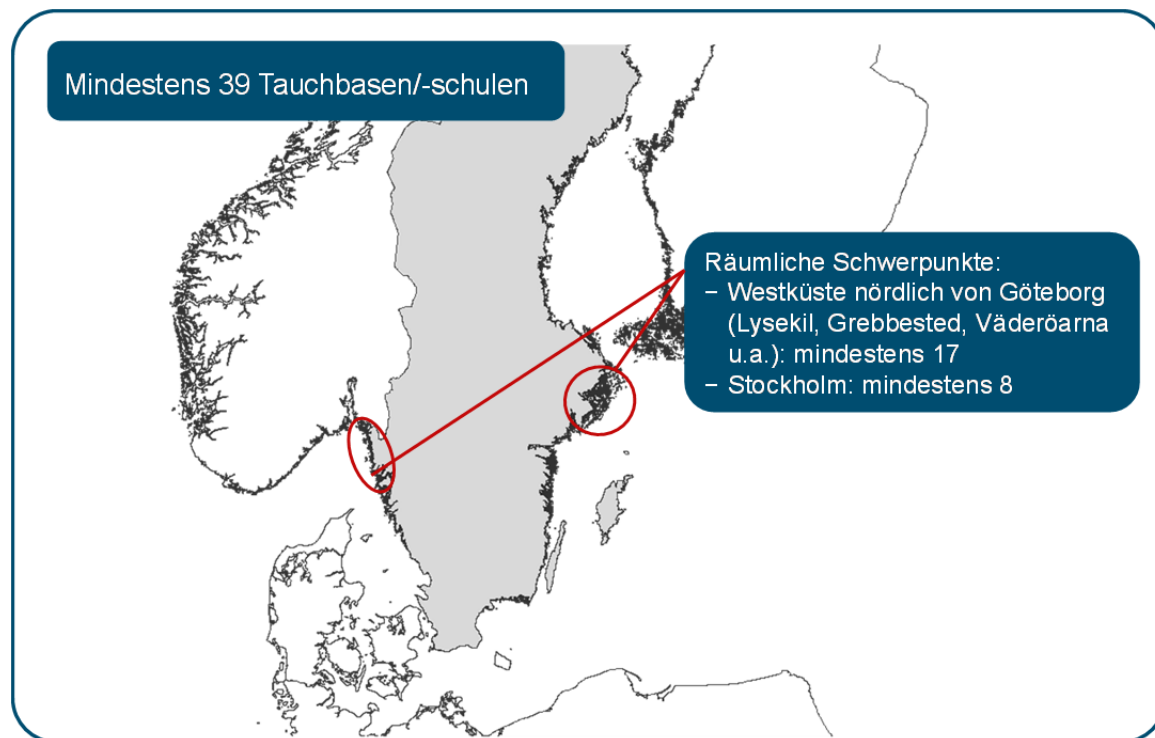 Mindestens 39 Tauchbasen/-schulen
Räumliche Schwerpunkte:
– Westküste nördlich von Göteborg
(Lysekil, Grebbested, Väderöarna
u.a.): mindestens 17
– Stockholm: mindestens 8